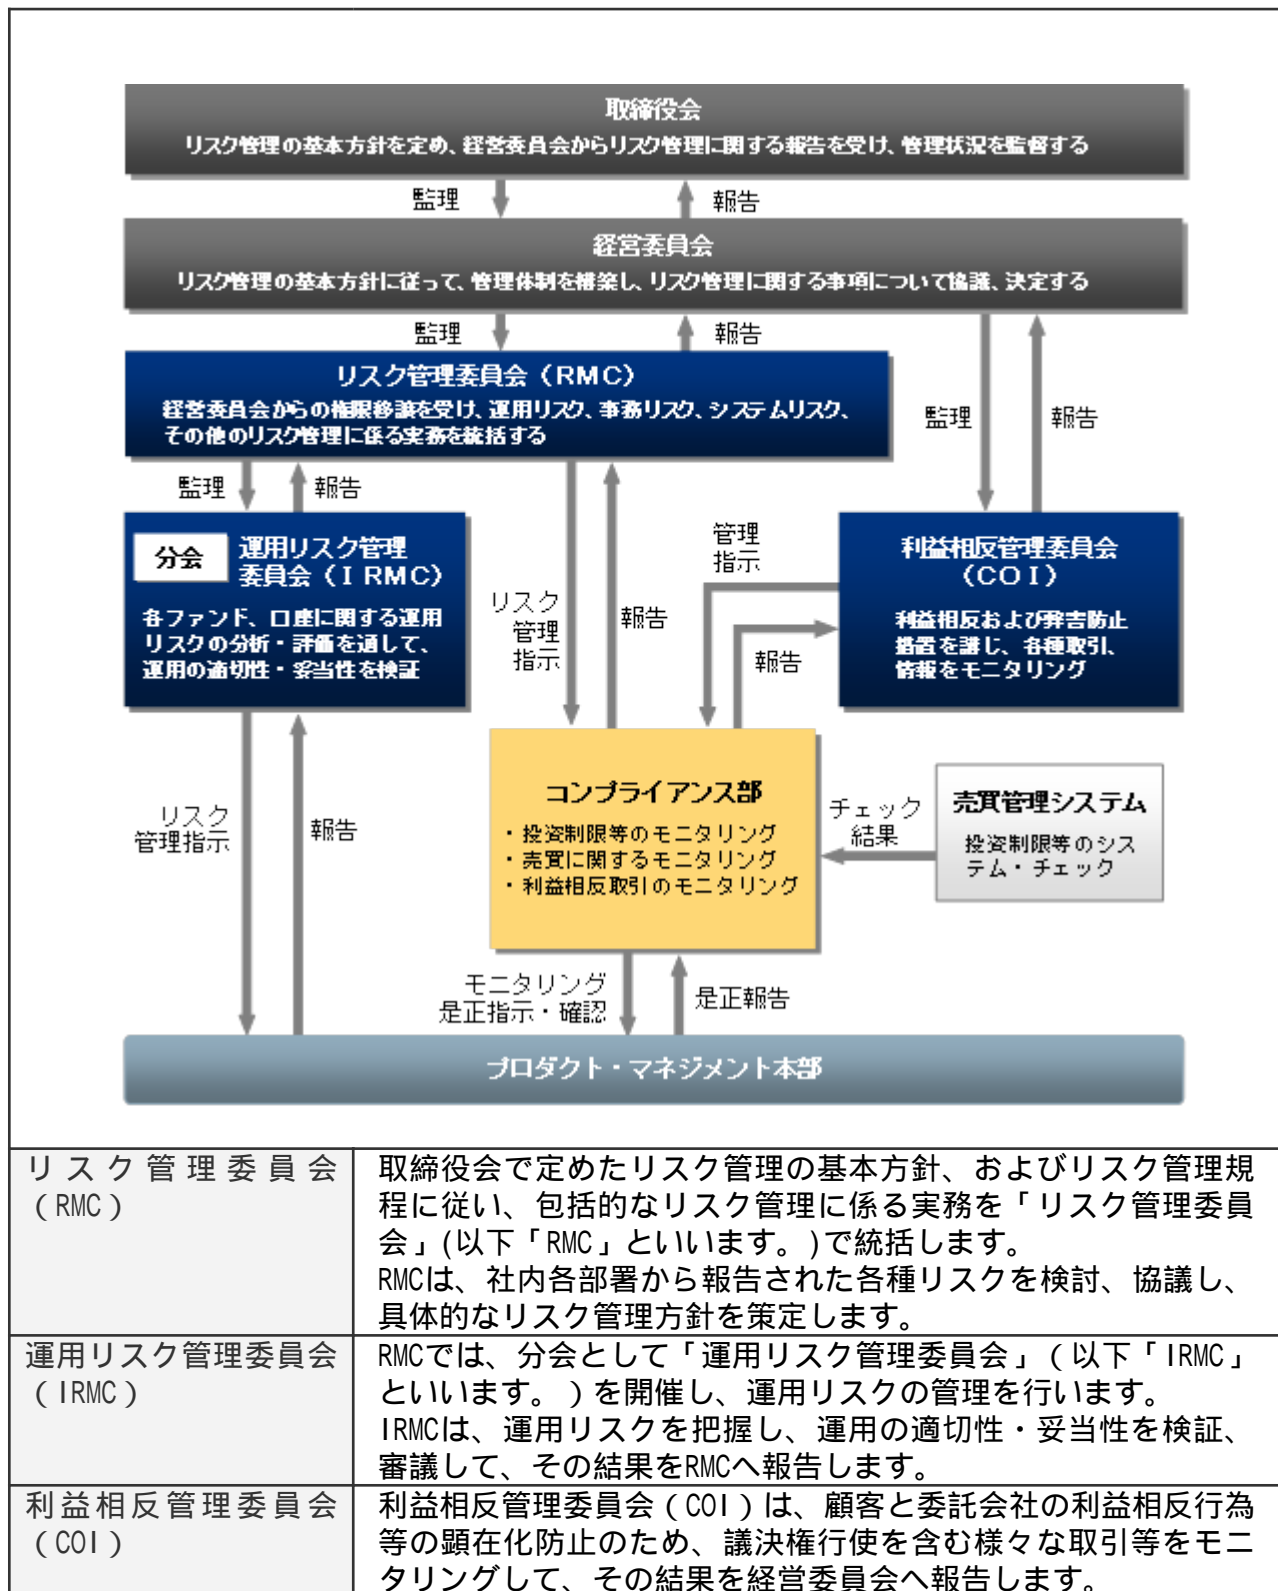 取締役会
リスク管理の基本方針を定め、経営委員会からリスク管理に関する報告を受け、管理状況を監督する
監理
報告
経営委員会
リスク管理の基本方針に従って、管理体制を構築し、リスク管理に関する事項について協議、決定する
監理
報告
リスク管理委員会（RMC）
経営委員会からの権限移譲を受け、運用リスク、事務リスク、システムリスク、
その他のリスク管理に係る実務を統括する
監理
報告
監理
報告
分会
運用リスク管理
委員会（IRMC）
各ファンド、口座に関する運用
リスクの分析・評価を通して、
運用の適切性・妥当性を検証
リスク
管理
指示
報告
管理
指示
報告
利益相反管理委員会
（COI）
利益相反および弊害防止
措置を講じ、各種取引、
情報をモニタリング
リスク
管理指示
報告
コンプライアンス部
・投資制限等のモニタリング
・売買に関するモニタリング
・利益相反取引のモニタリング
チェック
結果
売買管理システム
投資制限等のシス
テム・チェック
モニタリング
是正指示・確認
是正報告
プロダクト・マネジメント本部
リスク管理委員会
（RMC）
取締役会で定めたリスク管理の基本方針、およびリスク管理規
程に従い、包括的なリスク管理に係る実務を「リスク管理委員
会」(以下「RMC」といいます。)で統括します。
RMCは、社内各部署から報告された各種リスクを検討、協議し、
具体的なリスク管理方針を策定します。
運用リスク管理委員会
（IRMC）
RMCでは、分会として「運用リスク管理委員会」（以下「IRMC」
といいます。）を開催し、運用リスクの管理を行います。
IRMCは、運用リスクを把握し、運用の適切性・妥当性を検証、
審議して、その結果をRMCへ報告します。
利益相反管理委員会
（COI）
利益相反管理委員会（COI）は、顧客と委託会社の利益相反行為
等の顕在化防止のため、議決権行使を含む様々な取引等をモニ
タリングして、その結果を経営委員会へ報告します。